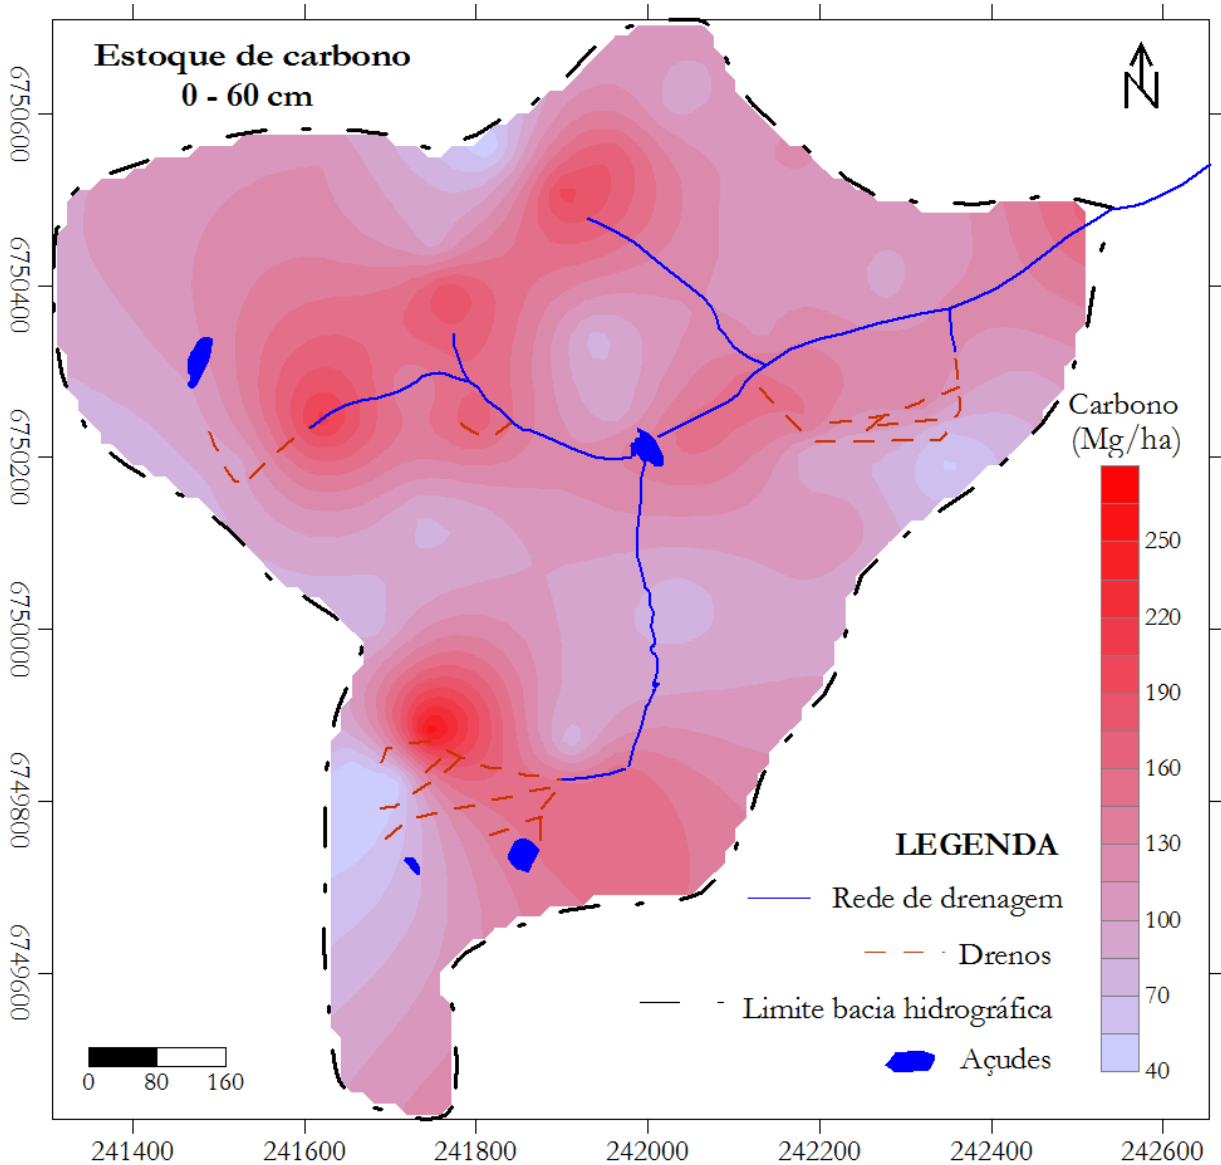 Estoque de carbono
0 - 60 cm
N
6750600
6750400
6750200
6750000
6749800
6749600
Carbono
(Mg/ha)
250
220
190
160
130
100
70
40
LEGENDA
Rede de drenagem
Drenos
Limite bacia hidrográfica
Açudes
0 80 160
241400 241600 241800 242000 242200 242400 242600